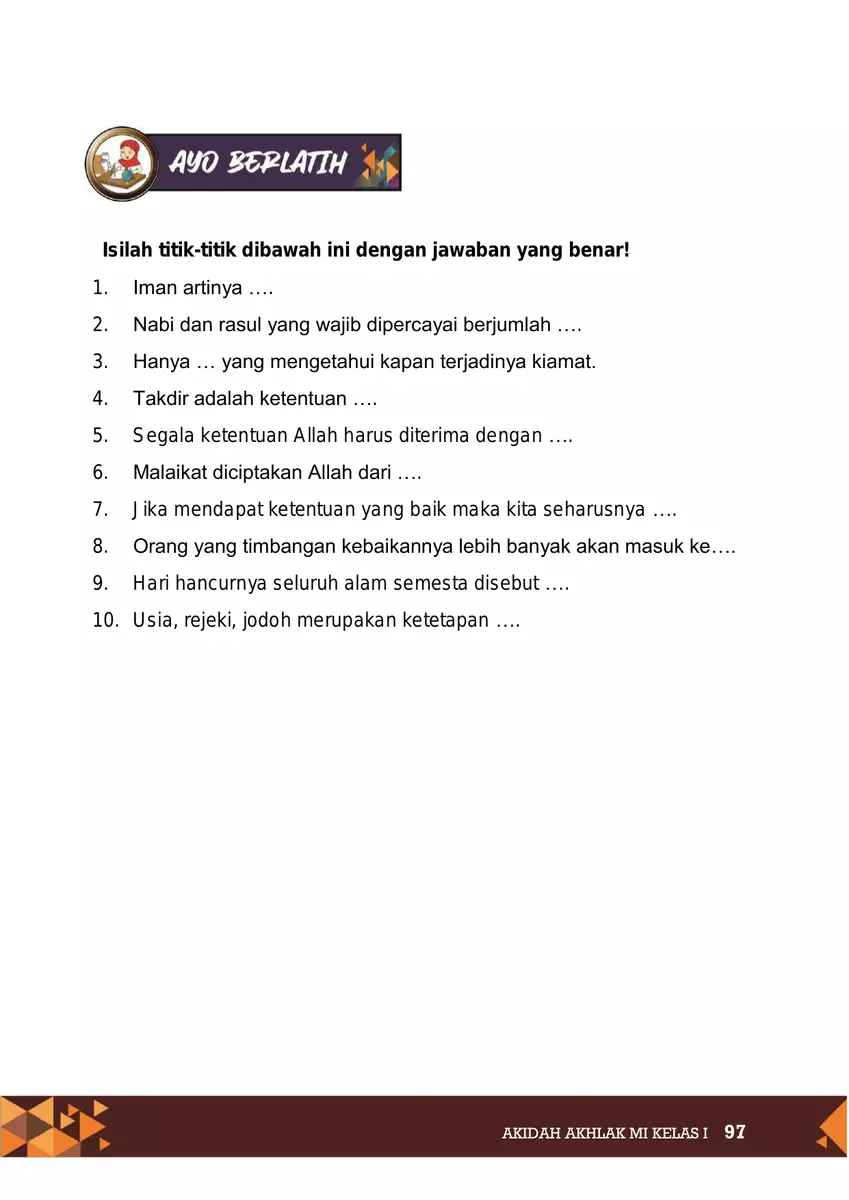 AYO BERLATIH
Isilah titik-titik dibawah ini dengan jawaban yang benar!
1. Iman artinya ….
2. Nabi dan rasul yang wajib dipercayai berjumlah ….
3. Hanya … yang mengetahui kapan terjadinya kiamat.
4. Takdir adalah ketentuan ….
5. Segala ketentuan Allah harus diterima dengan ….
6. Malaikat diciptakan Allah dari ….
7. Jika mendapat ketentuan yang baik maka kita seharusnya ….
8. Orang yang timbangan kebaikannya lebih banyak akan masuk ke….
9. Hari hancurnya seluruh alam semesta disebut ….
10. Usia, rejeki, jodoh merupakan ketetapan ….
AKIDAH AKHLAK MI KELAS I 97